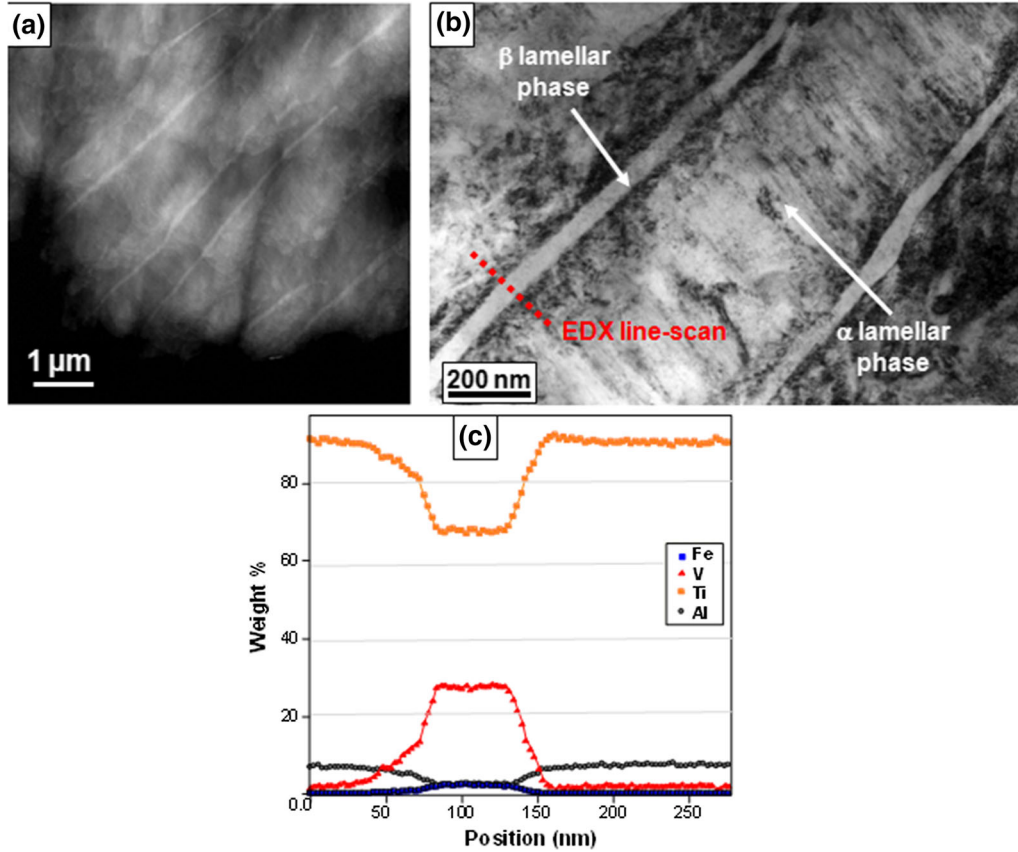 (a)
1 µm
(b)
β lamellar
phase
EDX line-scan
α lamellar
phase
200 nm
(c)
80
60
40
20
0.0
50
100
150
200
250
Weight %
Position (nm)
Fe
V
Ti
Al